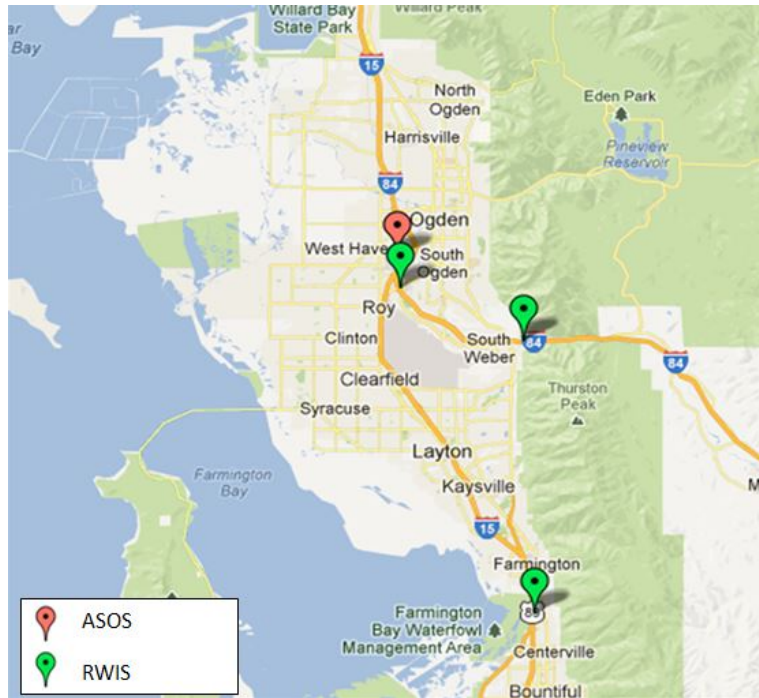 Willard Bay
State Park
Willard Peak
Bay
15
North
Ogden
Eden Park
Harrisville
Pineview
Reservoir
84
Ogden
West Have
South
Ogden
Roy
Clinton
South
Weber
84
84
Clearfield
Thurston
Peak
Syracuse
Layton
Farmington
Bay
Kaysville
M
15
Farmington
89
Farmington
Bay Waterfowl
Management Area
Centerville
Bountiful
ASOS
RWIS